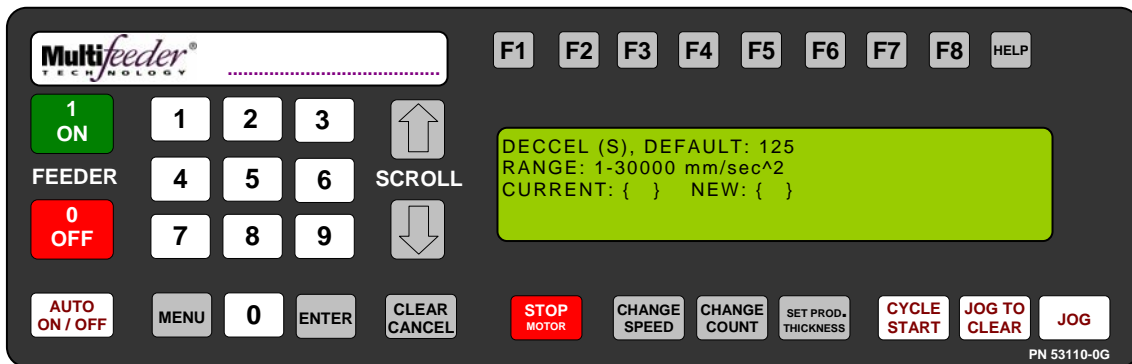 Multifeeder®
TECHNOLOGY
F1 F2 F3 F4 F5 F6 F7 F8 HELP
1
ON
1 2 3
FEEDER
4 5 6
SCROLL
0
OFF
7 8 9
DECCEL (S), DEFAULT: 125
RANGE: 1-30000 mm/sec^2
CURRENT: { } NEW: { }
AUTO
ON / OFF
MENU
0
ENTER
CLEAR
CANCEL
STOP
MOTOR
CHANGE
SPEED
CHANGE
COUNT
SET PROD.
THICKNESS
CYCLE
START
JOG TO
CLEAR
JOG
PN 53110-0G